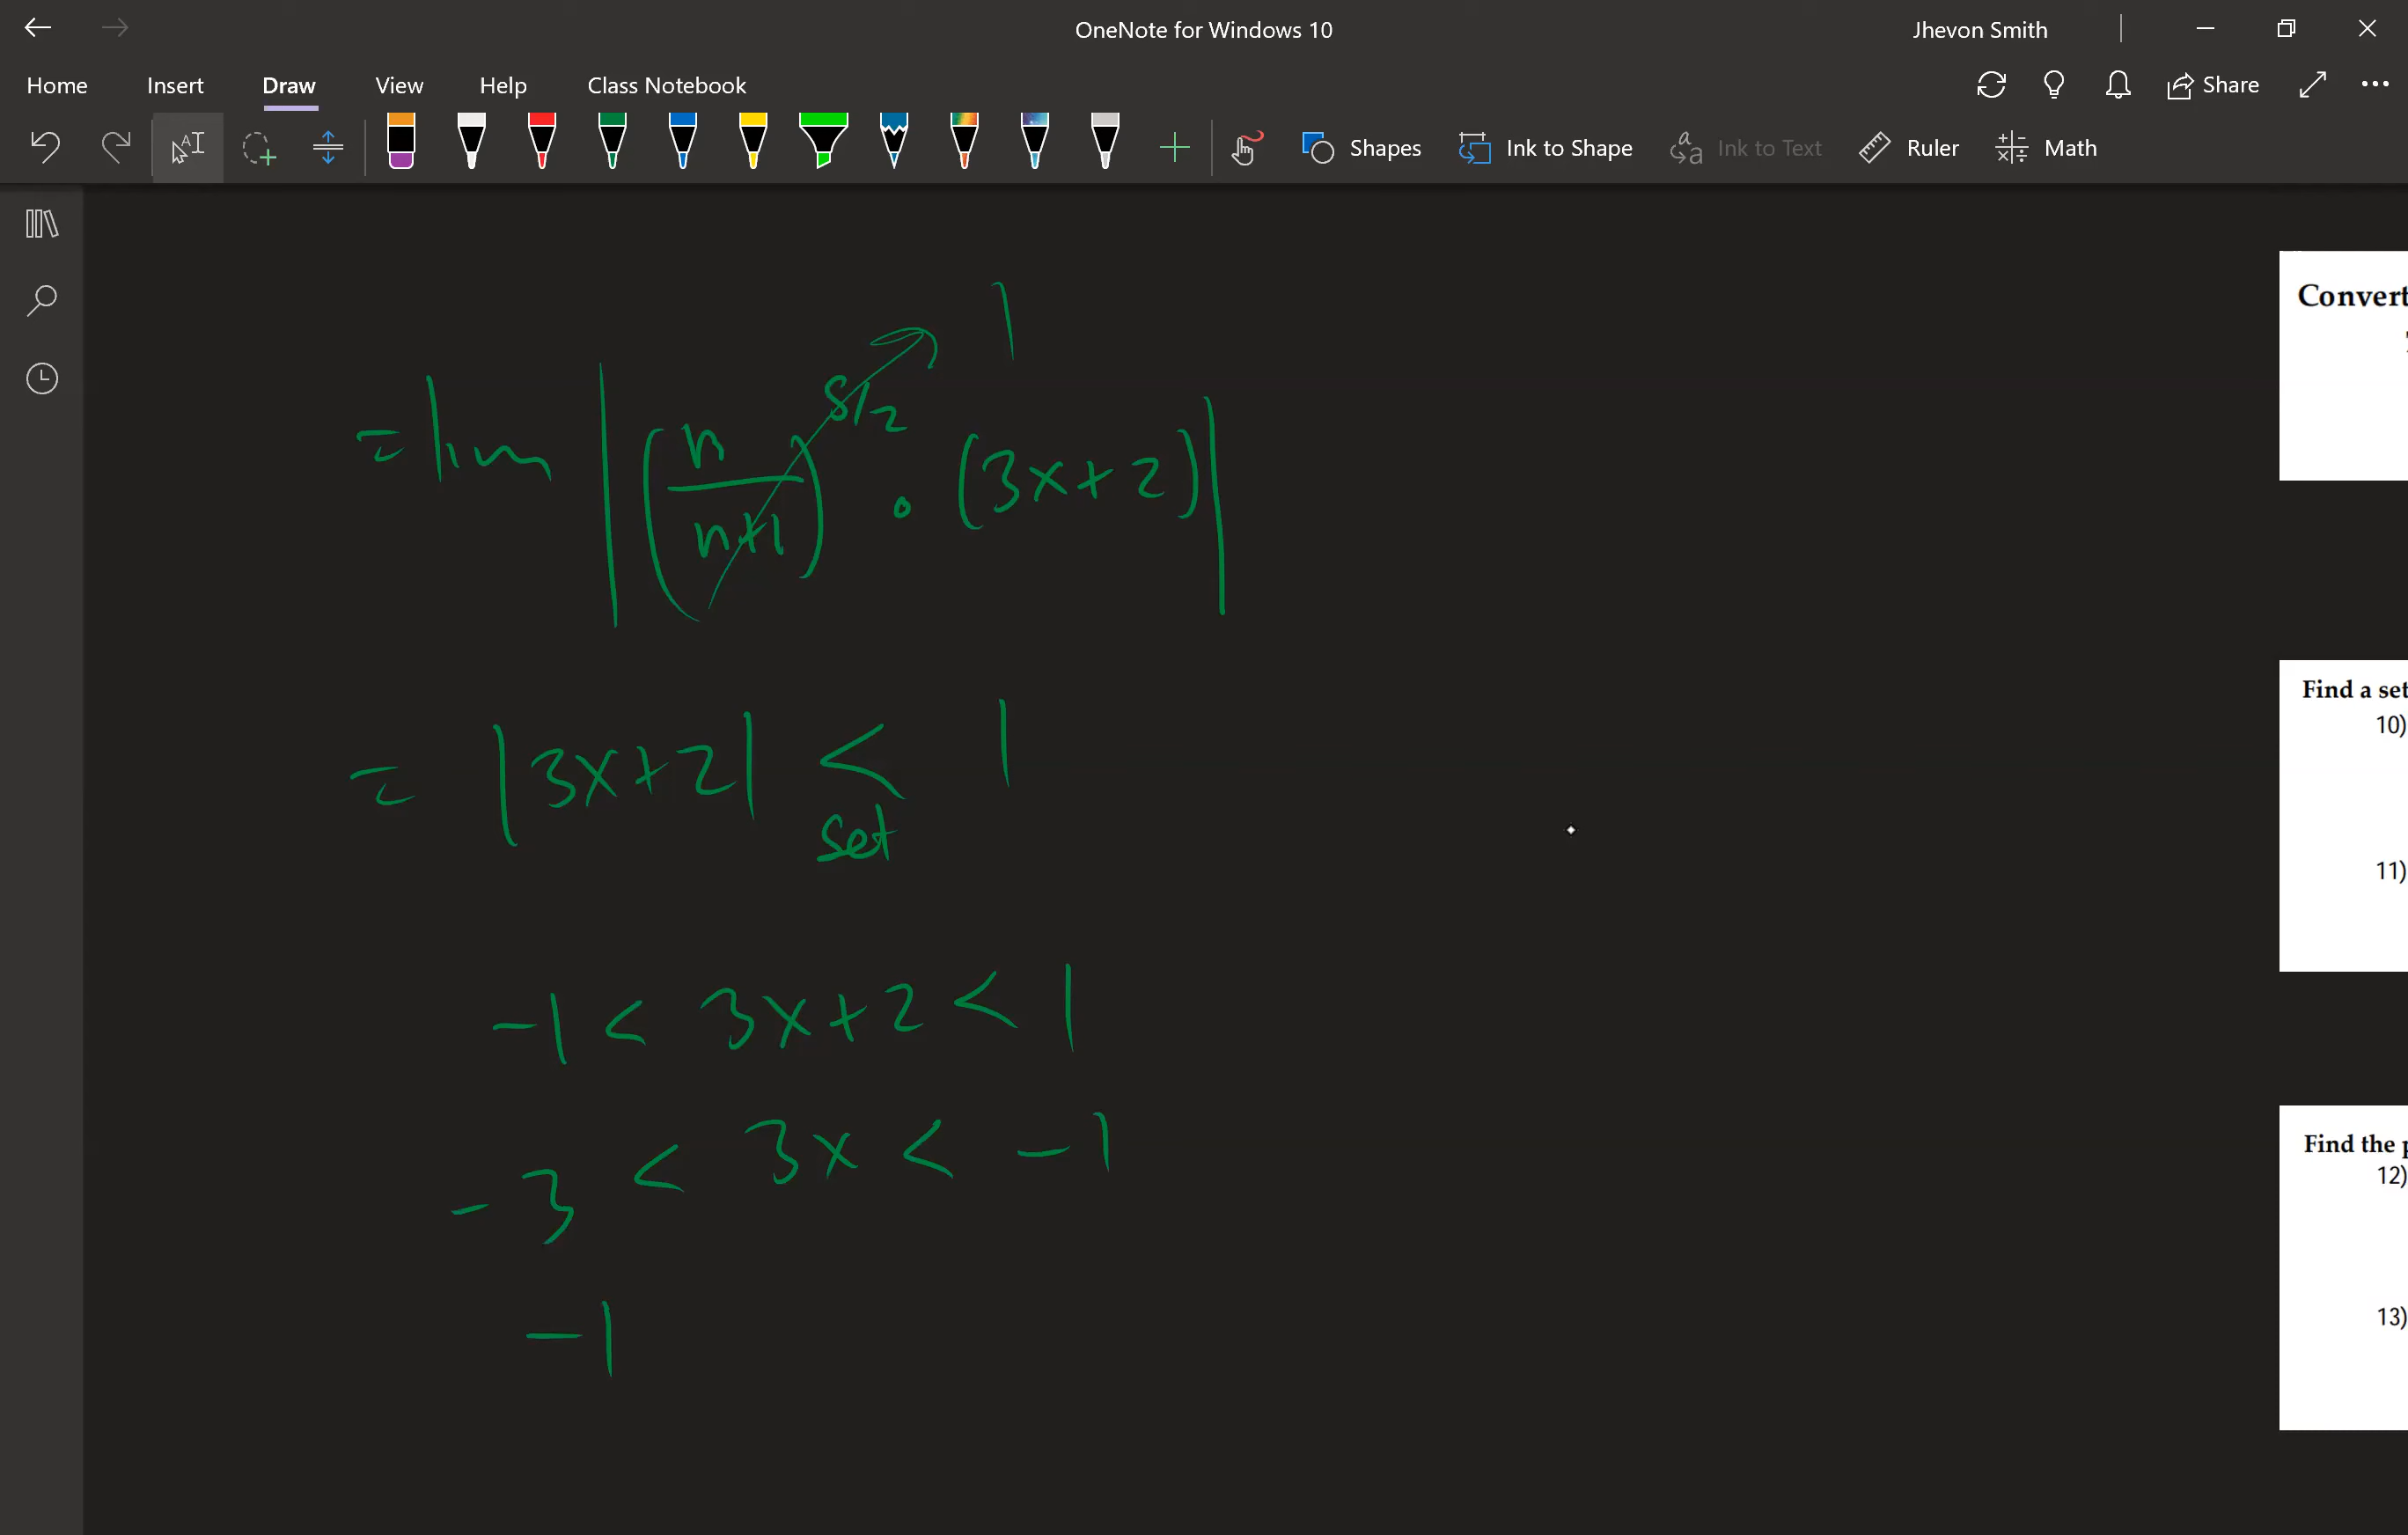 OneNote for Windows 10
Jhevon Smith
Home Insert Draw View Help Class Notebook
Share
Shapes Ink to Shape Ink to Text Ruler Math
Convert
= lim |(n/(n+1))^8/2 · (3x+2)| 1
= |3x+2| < 1
set
-1 < 3x+2 < 1
-3 < 3x < -1
-1
Find a set
10)
11)
Find the p
12)
13)